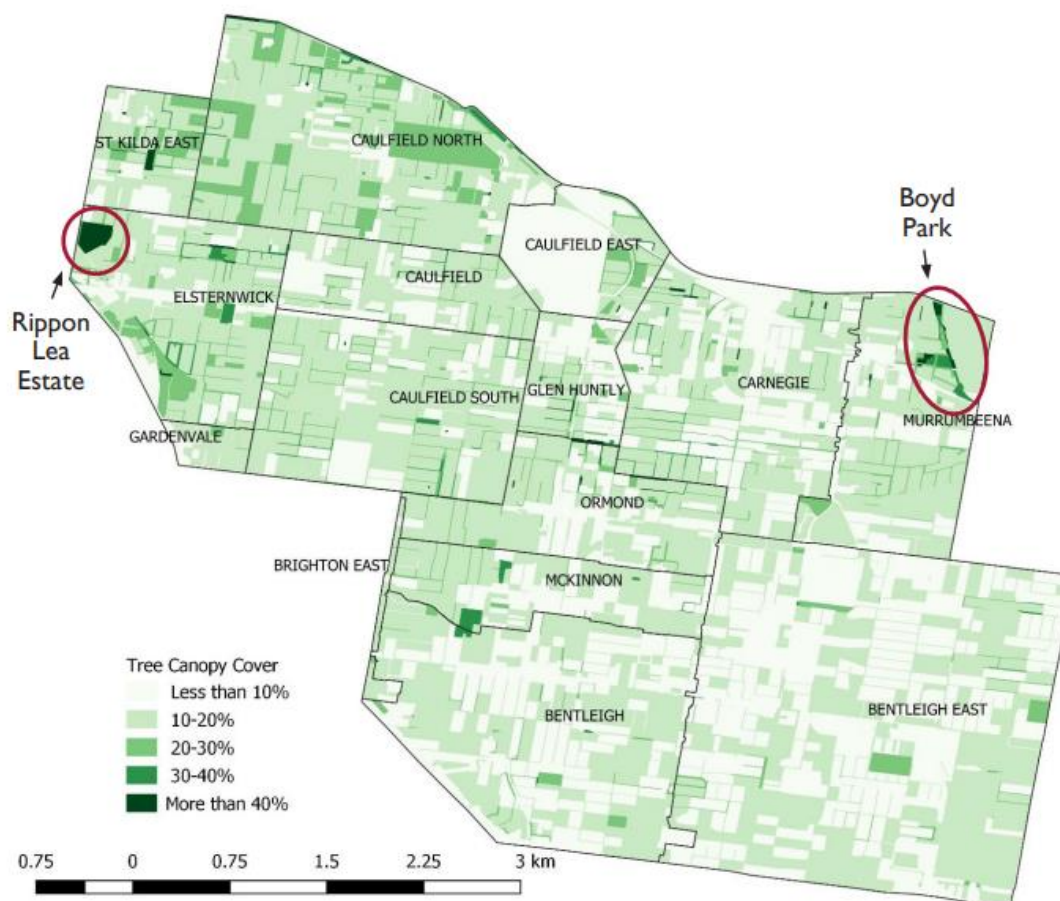 ST KILDA EAST
CAULFIELD NORTH
Boyd
Park
CAULFIELD EAST
CAULFIELD
ELSTERNWICK
Rippon
Lea
Estate
GLEN HUNTLY
CARNEGIE
CAULFIELD SOUTH
MURRUMBEENA
GARDENVALE
ORMOND
BRIGHTON EAST
MCKINNON
Tree Canopy Cover
Less than 10%
10-20%
20-30%
30-40%
More than 40%
BENTLEIGH
BENTLEIGH EAST
0.75 0 0.75 1.5 2.25 3 km